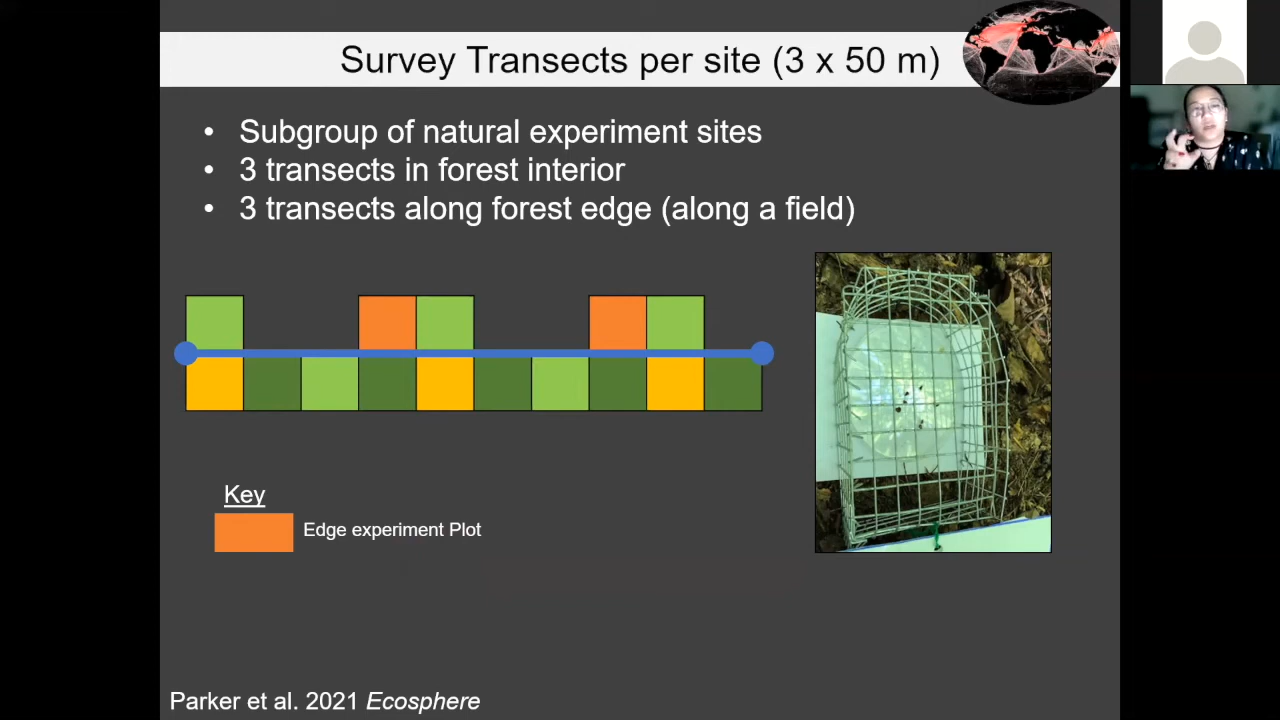 Survey Transects per site (3 x 50 m)
• Subgroup of natural experiment sites
• 3 transects in forest interior
• 3 transects along forest edge (along a field)
Key
Edge experiment Plot
Parker et al. 2021 Ecosphere